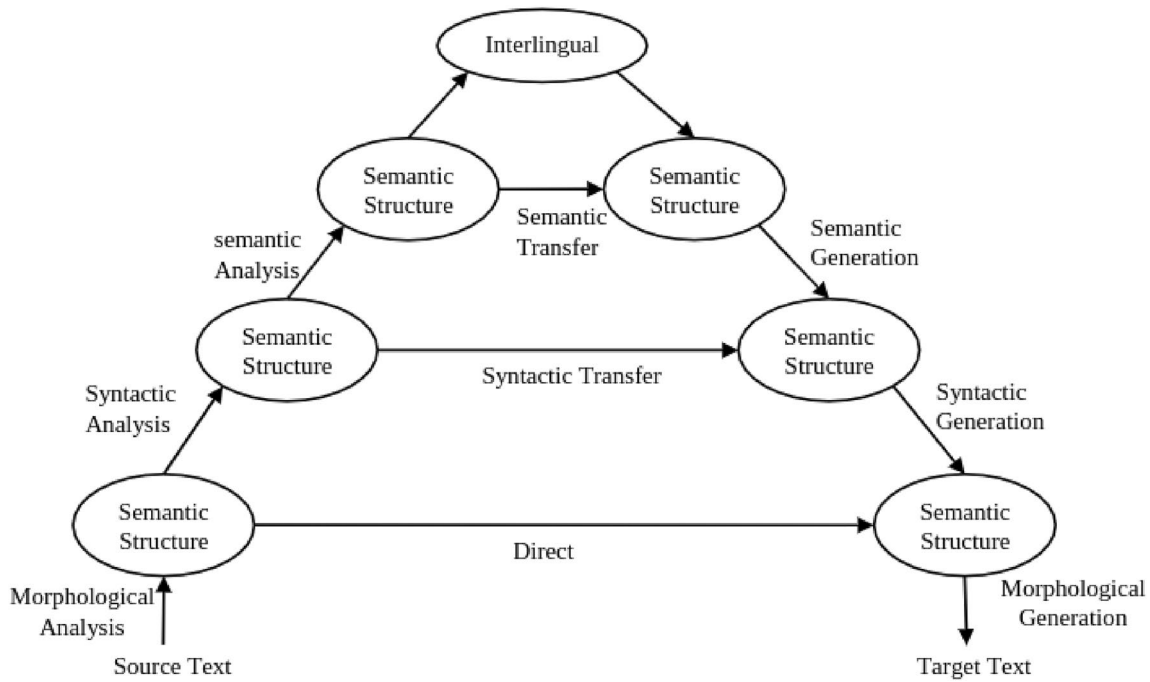 Interlingual
Semantic
Structure
Semantic
Structure
Semantic
Transfer
semantic
Analysis
Semantic
Generation
Semantic
Structure
Semantic
Structure
Syntactic Transfer
Syntactic
Analysis
Syntactic
Generation
Semantic
Structure
Semantic
Structure
Direct
Morphological
Analysis
Morphological
Generation
Source Text
Target Text